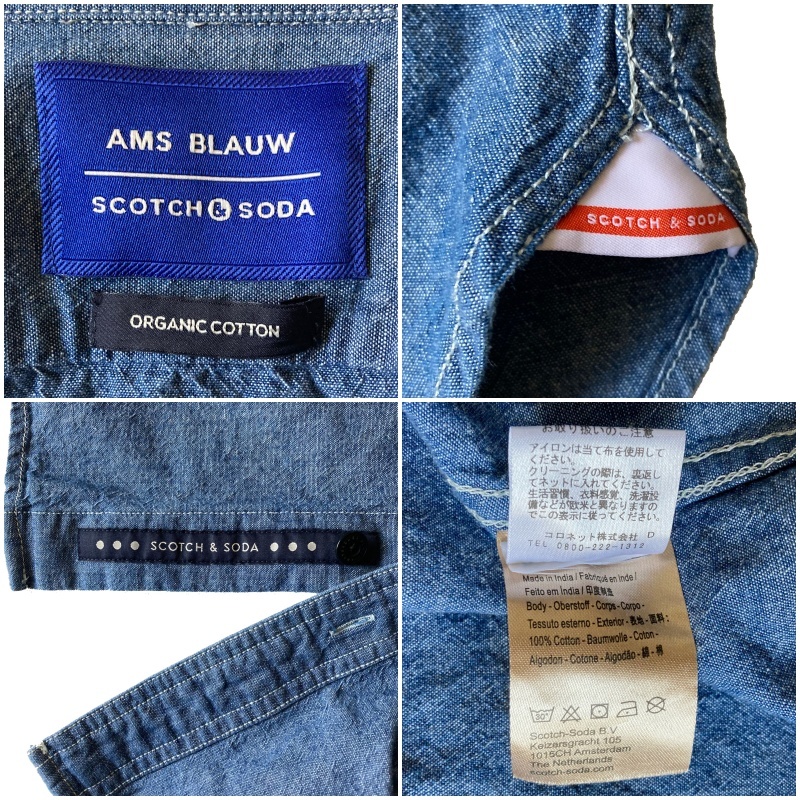 AMS BLAUW
SCOTCH & SODA
ORGANIC COTTON
SCOTCH & SODA
SCOTCH & SODA
お取り扱いのご注意
アイロンは当て布を使用して
ください。
クリーニングの際は、裏返し
てネットに入れてください。
生活習慣、衣料感覚、洗濯設
備などが欧米と異なりますの
でこの表示に従ってください。
コロネット株式会社 D
TEL 0800-222-1312
Made in India / Fabriqué en Inde /
Feito em Índia / 印度制造
Body - Oberstoff - Corps - Corpo -
Tessuto esterno - Exterior - 表地 - 面料 :
100% Cotton - Baumwolle - Coton -
Algodon - Cotone - Algodão - 綿 - 棉
30°
Scotch-Soda B.V.
Keizersgracht 105
1015CH Amsterdam
The Netherlands
scotch-soda.com